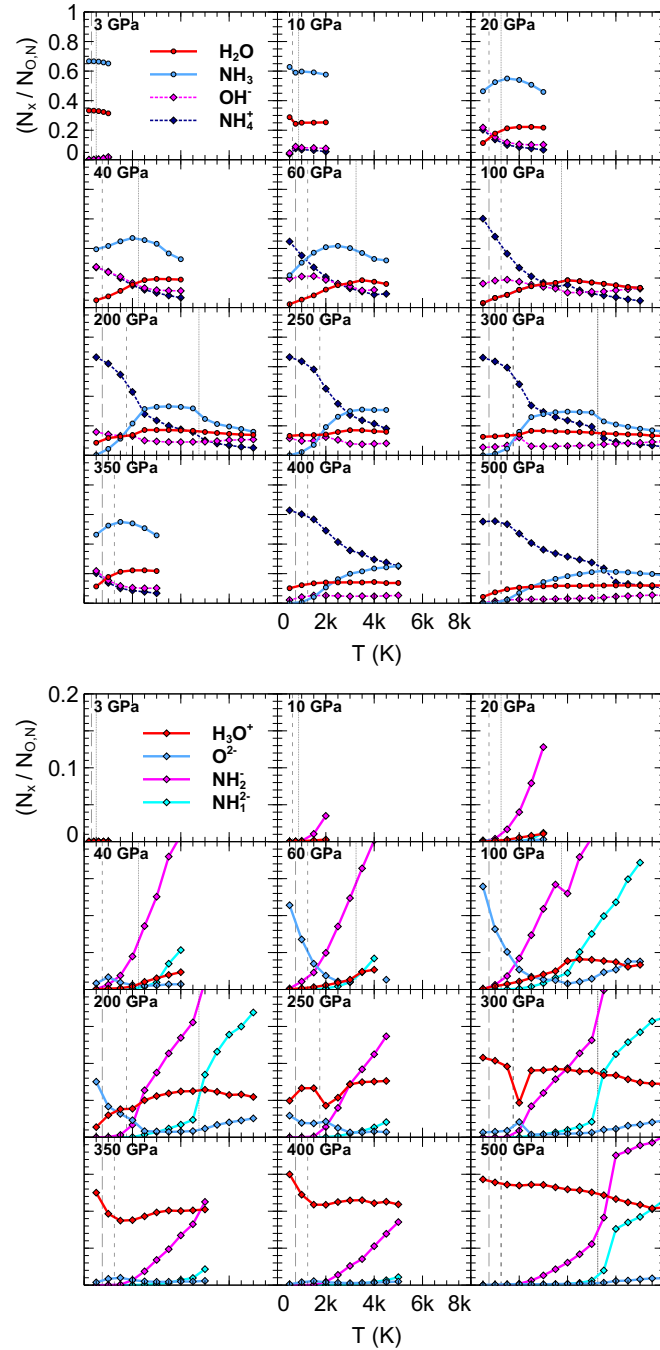 3 GPa 10 GPa 20 GPa
1
0.8
0.6
0.4
0.2
0
(Nₓ / N_O,N)
H₂O
NH₃
OH⁻
NH₄⁺
40 GPa 60 GPa 100 GPa
200 GPa 250 GPa 300 GPa
350 GPa 400 GPa 500 GPa
0 2k 4k 6k 8k
T (K)
3 GPa 10 GPa 20 GPa
0.2
0.1
0
(Nₓ / N_O,N)
H₃O⁺
O²⁻
NH₂⁻
NH₁²⁻
40 GPa 60 GPa 100 GPa
200 GPa 250 GPa 300 GPa
350 GPa 400 GPa 500 GPa
0 2k 4k 6k 8k
T (K)